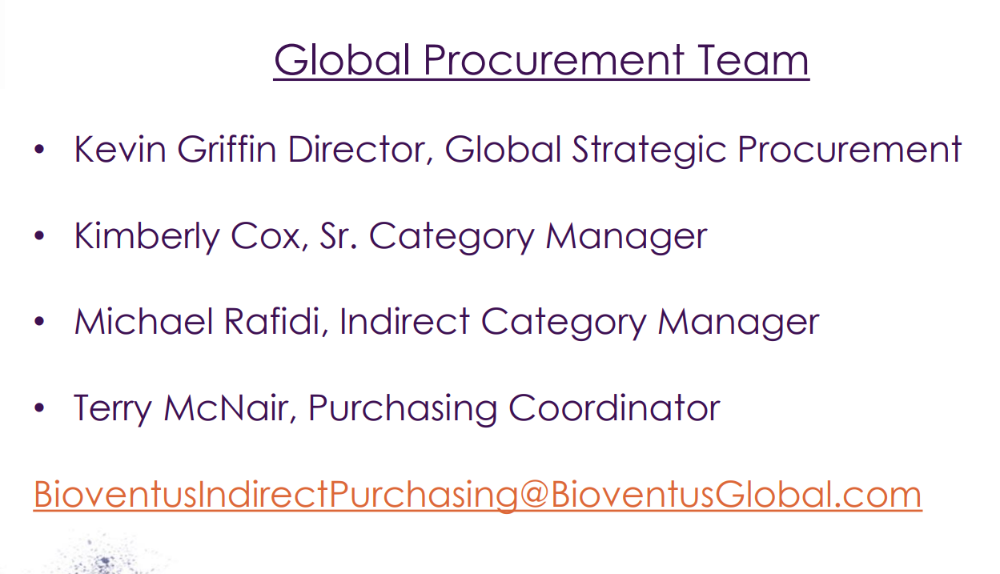 Global Procurement Team
• Kevin Griffin Director, Global Strategic Procurement
• Kimberly Cox, Sr. Category Manager
• Michael Rafidi, Indirect Category Manager
• Terry McNair, Purchasing Coordinator
BioventusIndirectPurchasing@BioventusGlobal.com